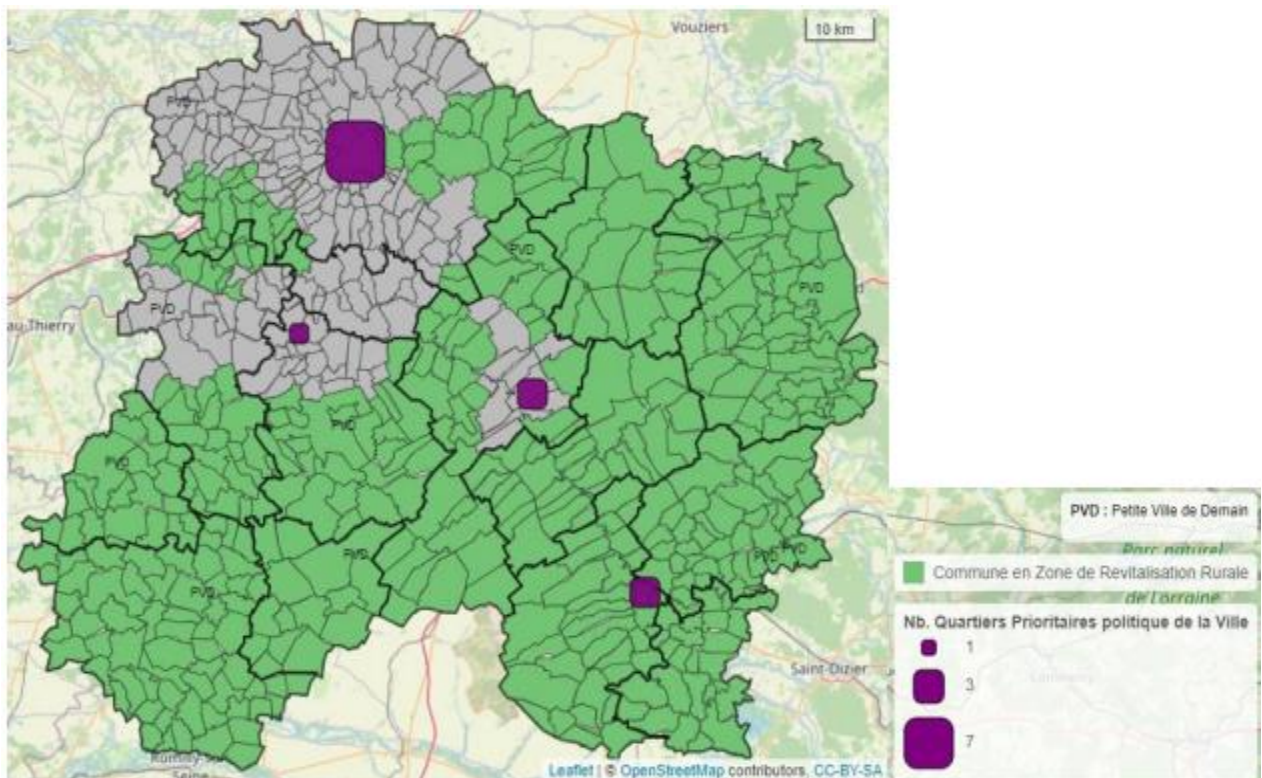 Vouziers
10 km
PVD
PVD
PVD
PVD
au-Thierry
PVD
PVD
PVD
PVD
PVD : Petite Ville de Demain
PVD
PVD
Parc naturel
Commune en Zone de Revitalisation Rurale
de Lorraine
Nb. Quartiers Prioritaires politique de la Ville
1
Saint-Dizier
3
7
Romilly-Su
Seine
Leaflet | © OpenStreetMap contributors, CC-BY-SA